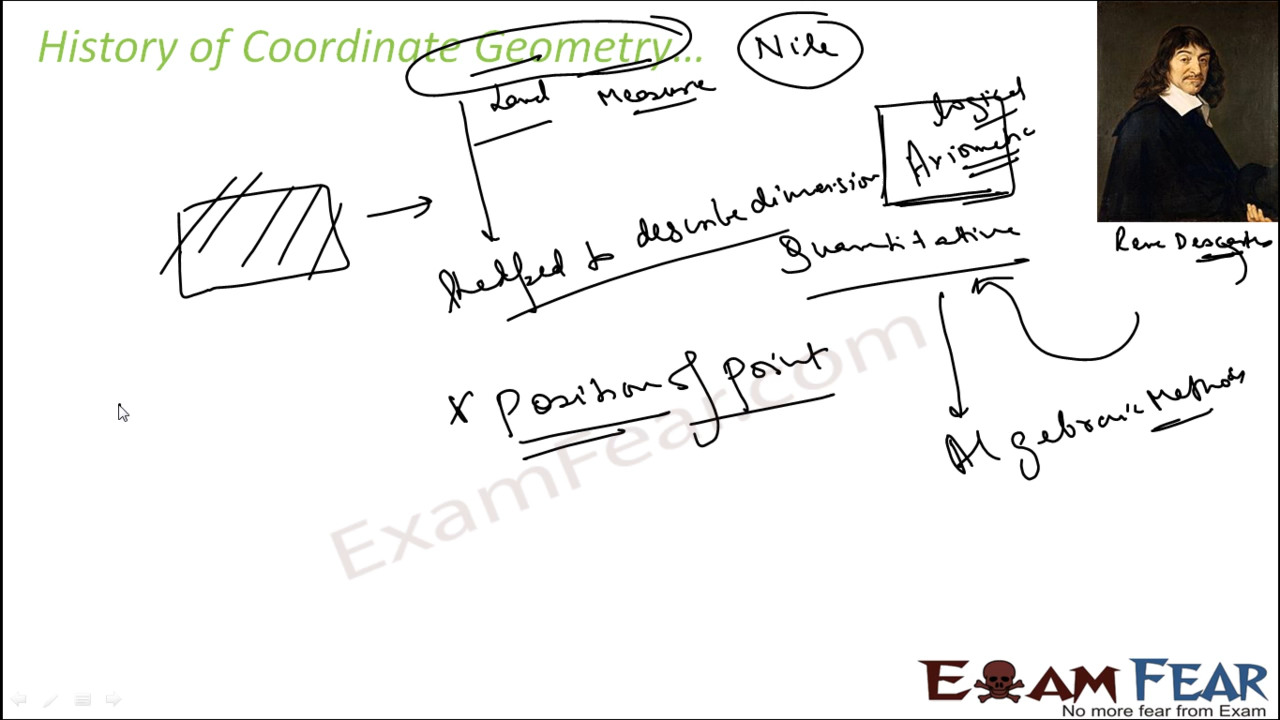 History of Coordinate Geometry...
Nile
Land Measure
logical
Axiomatic
helped to describe dimension
Quantitative
Rene Descartes
x Position of Point
Algebraic Methods
ExamFear.com
EXAM FEAR
No more fear from Exam